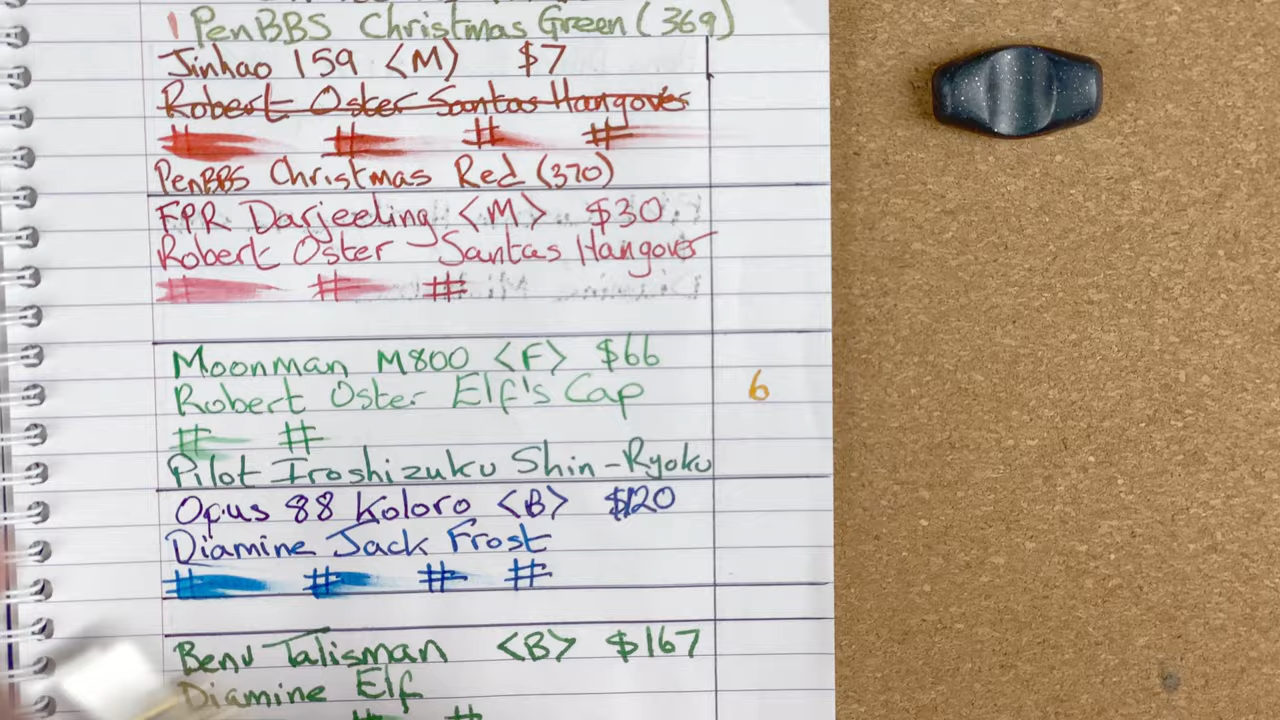 PenBBS Christmas Green (369)
Jinhao 159 <M> $7
Robert Oster Santas Hangover
# # # #
PenBBS Christmas Red (370)
FPR Darjeeling <M> $30
Robert Oster Santas Hangover
# # #
Moonman M800 <F> $66
Robert Oster Elf's Cap 6
# #
Pilot Iroshizuku Shin-Ryoku
Opus 88 Koloro <B> $120
Diamine Jack Frost
# # # #
Benu Talisman <B> $167
Diamine Elf
# #